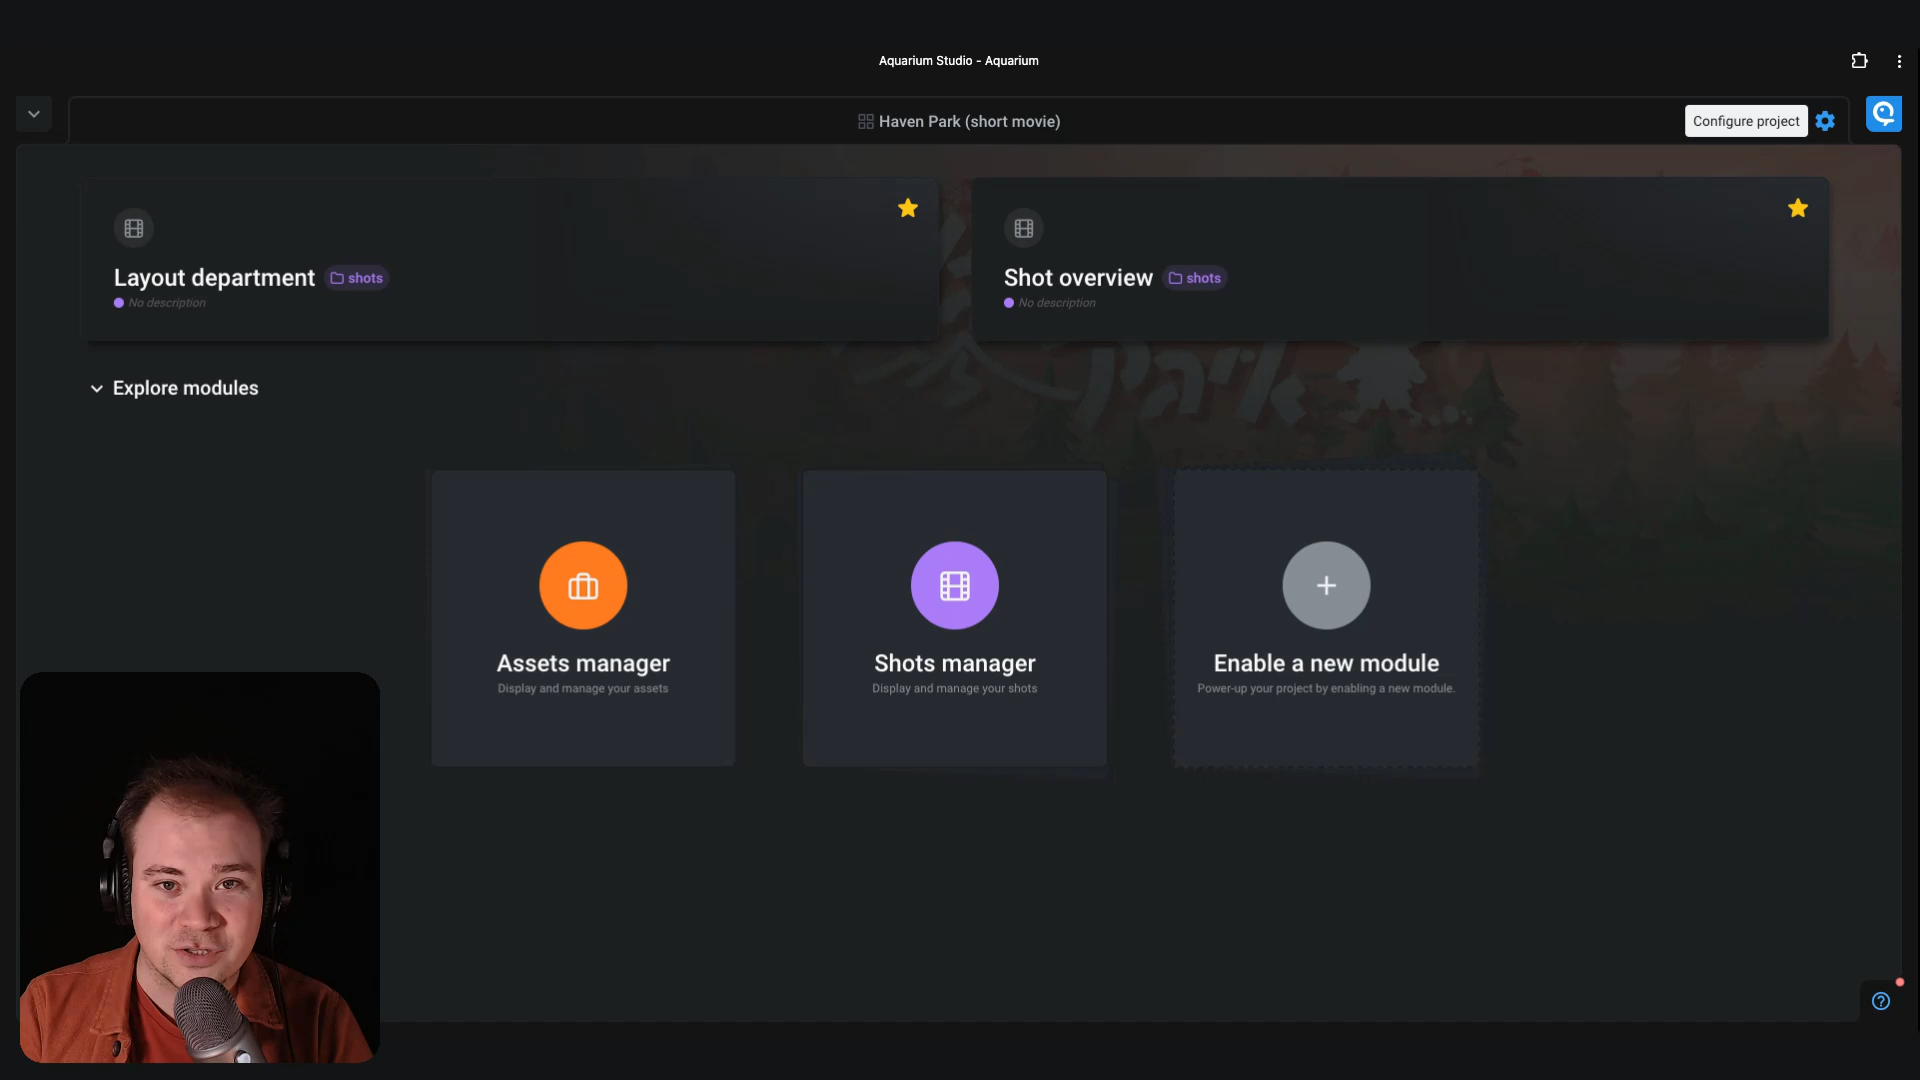 Aquarium Studio - Aquarium
Haven Park (short movie)
Configure project
Layout department
shots
No description
Shot overview
shots
No description
Explore modules
Assets manager
Display and manage your assets
Shots manager
Display and manage your shots
Enable a new module
Power-up your project by enabling a new module.